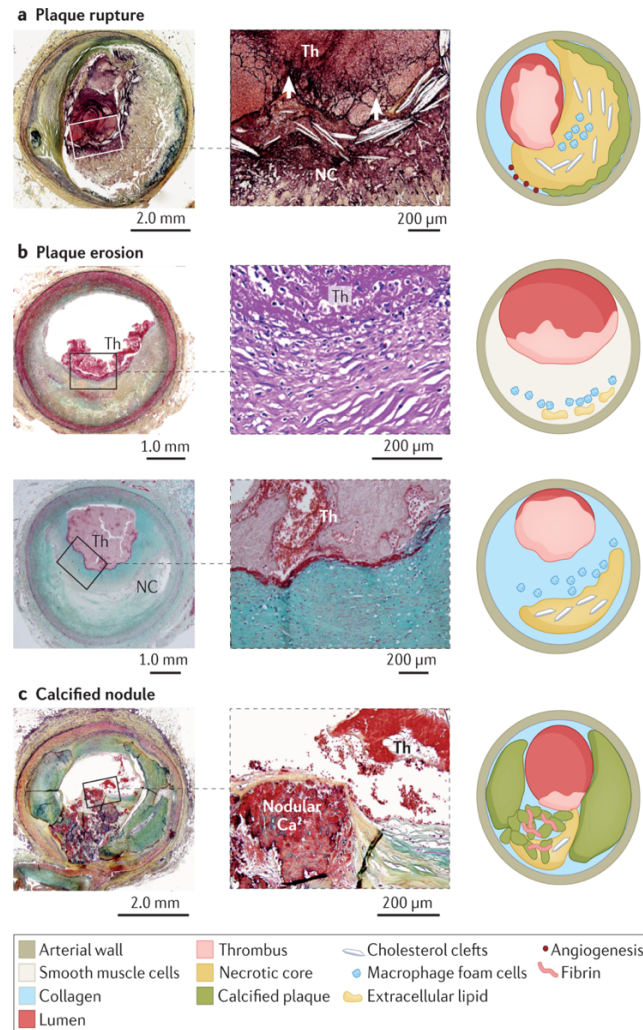 a Plaque rupture
Th
NC
2.0 mm
200 µm
b Plaque erosion
Th
Th
1.0 mm
200 µm
Th
NC
Th
1.0 mm
200 µm
c Calcified nodule
Th
Nodular
Ca²⁺
2.0 mm
200 µm
Arterial wall
Smooth muscle cells
Collagen
Lumen
Thrombus
Necrotic core
Calcified plaque
Cholesterol clefts
Macrophage foam cells
Extracellular lipid
Angiogenesis
Fibrin